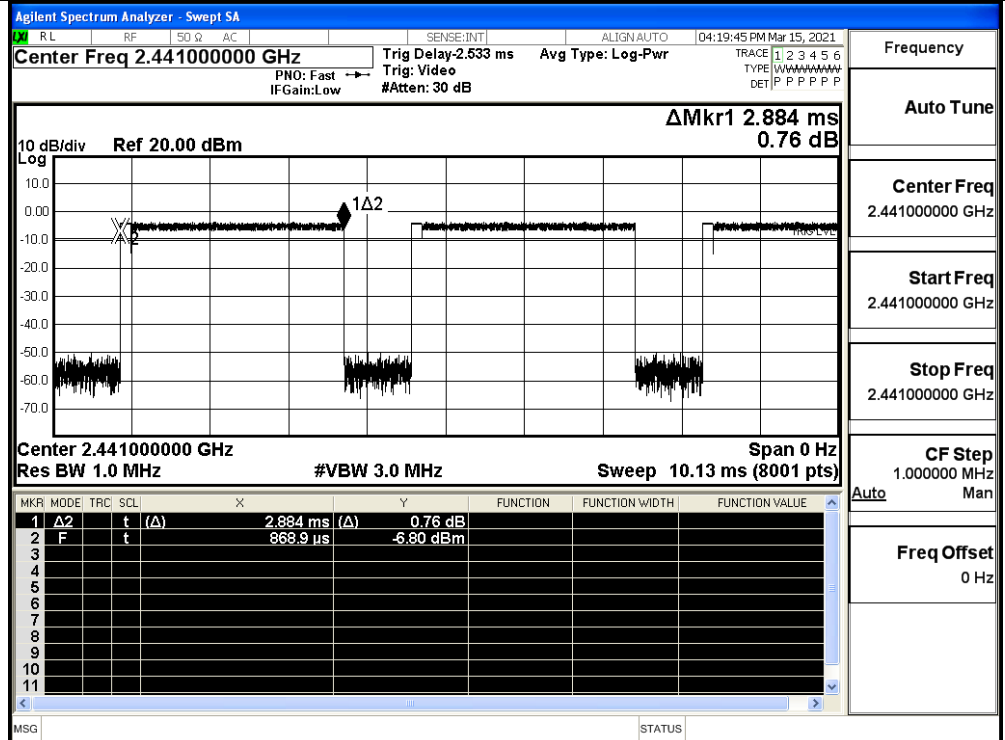 Agilent Spectrum Analyzer - Swept SA
LXI RL RF 50 Ω AC SENSE:INT ALIGN AUTO 04:19:45 PM Mar 15, 2021
Center Freq 2.441000000 GHz
PNO: Fast
IFGain:Low
Trig Delay-2.533 ms
Trig: Video
#Atten: 30 dB
Avg Type: Log-Pwr
TRACE 1 2 3 4 5 6
TYPE WWWWWW
DET P P P P P P
ΔMkr1 2.884 ms
0.76 dB
10 dB/div Ref 20.00 dBm
Log
10.0
0.00
-10.0
-20.0
-30.0
-40.0
-50.0
-60.0
-70.0
1Δ2
2
TRIG LVL
Center 2.441000000 GHz Span 0 Hz
Res BW 1.0 MHz #VBW 3.0 MHz Sweep 10.13 ms (8001 pts)
MKR MODE TRC SCL X Y FUNCTION FUNCTION WIDTH FUNCTION VALUE
1 Δ2 t (Δ) 2.884 ms (Δ) 0.76 dB
2 F t 868.9 µs -6.80 dBm
3
4
5
6
7
8
9
10
11
MSG STATUS
Frequency
Auto Tune
Center Freq
2.441000000 GHz
Start Freq
2.441000000 GHz
Stop Freq
2.441000000 GHz
CF Step
1.000000 MHz
Auto Man
Freq Offset
0 Hz